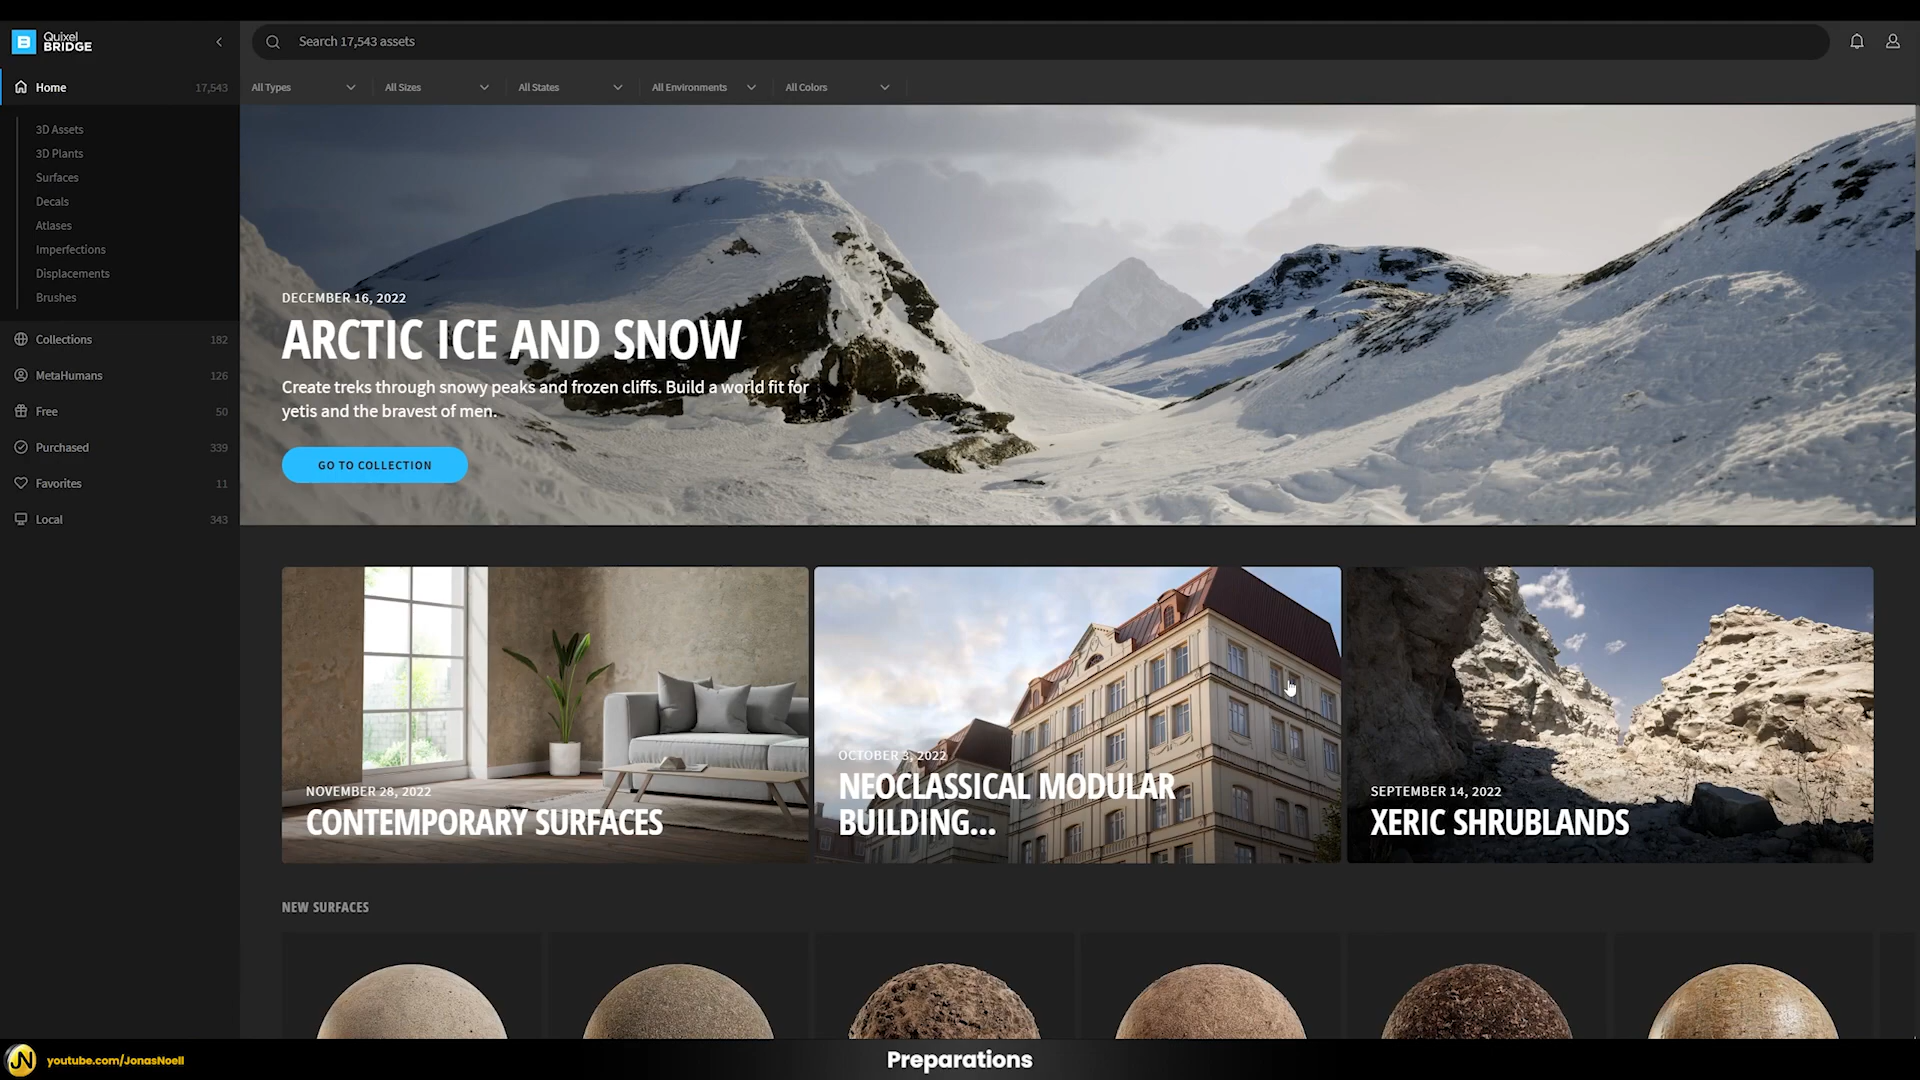 Quixel
BRIDGE
Search 17,543 assets
Home 17,543
All Types All Sizes All States All Environments All Colors
3D Assets
3D Plants
Surfaces
Decals
Atlases
Imperfections
Displacements
Brushes
Collections 182
MetaHumans 126
Free 50
Purchased 339
Favorites 11
Local 343
DECEMBER 16, 2022
ARCTIC ICE AND SNOW
Create treks through snowy peaks and frozen cliffs. Build a world fit for
yetis and the bravest of men.
GO TO COLLECTION
NOVEMBER 28, 2022
CONTEMPORARY SURFACES
OCTOBER 3, 2022
NEOCLASSICAL MODULAR
BUILDING...
SEPTEMBER 14, 2022
XERIC SHRUBLANDS
NEW SURFACES
JN youtube.com/JonasNoell
Preparations